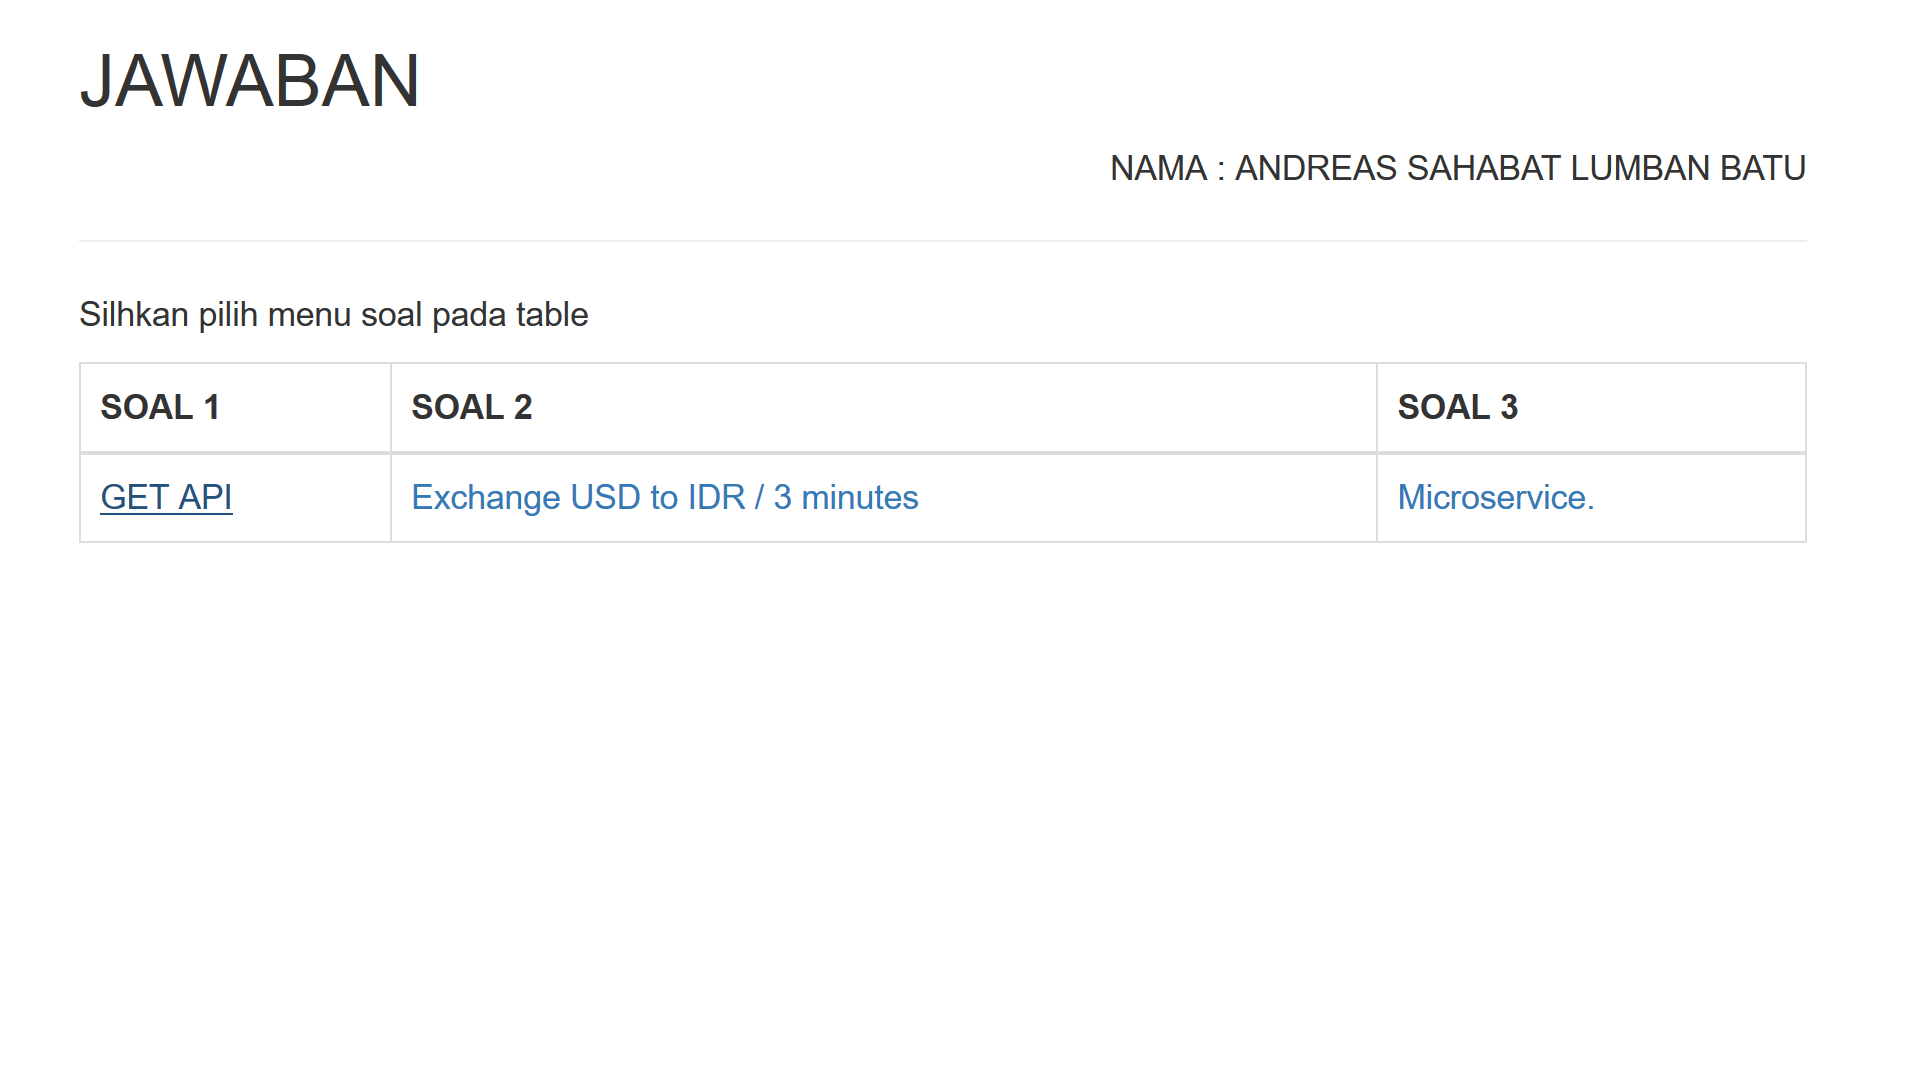 JAWABAN
NAMA : ANDREAS SAHABAT LUMBAN BATU
Silhkan pilih menu soal pada table
SOAL 1 SOAL 2 SOAL 3
GET API Exchange USD to IDR / 3 minutes Microservice.